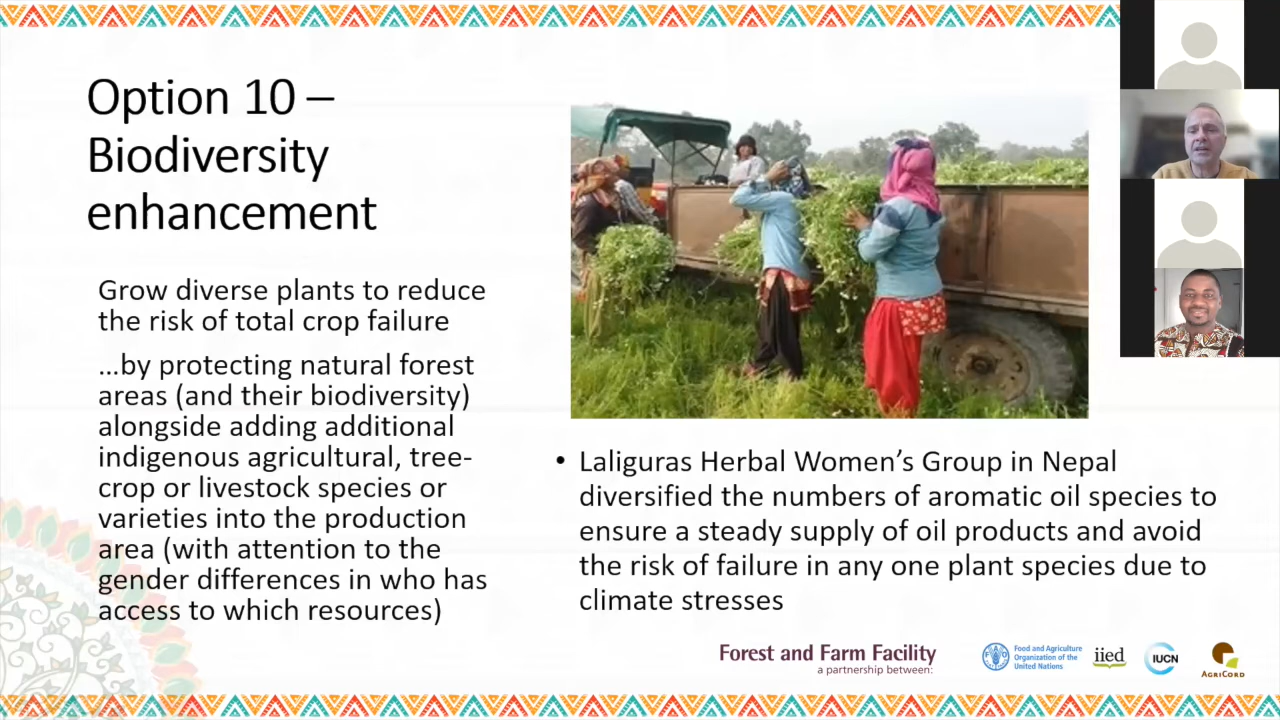 Option 10 –
Biodiversity
enhancement
Grow diverse plants to reduce
the risk of total crop failure
...by protecting natural forest
areas (and their biodiversity)
alongside adding additional
indigenous agricultural, tree-
crop or livestock species or
varieties into the production
area (with attention to the
gender differences in who has
access to which resources)
• Laliguras Herbal Women’s Group in Nepal
diversified the numbers of aromatic oil species to
ensure a steady supply of oil products and avoid
the risk of failure in any one plant species due to
climate stresses
Forest and Farm Facility
a partnership between:
Food and Agriculture
Organization of the
United Nations
iied
IUCN
AGRICORD